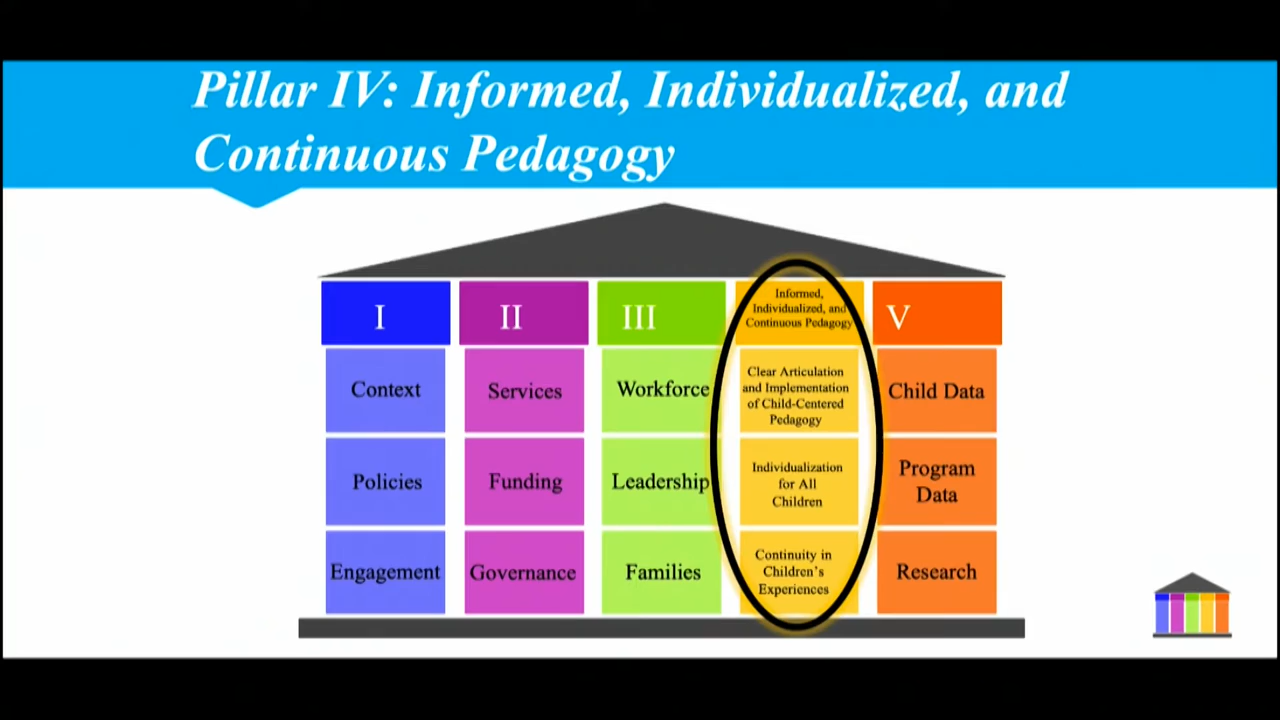 Pillar IV: Informed, Individualized, and
Continuous Pedagogy
I
Context
Policies
Engagement
II
Services
Funding
Governance
III
Workforce
Leadership
Families
Informed,
Individualized, and
Continuous Pedagogy
Clear Articulation
and Implementation
of Child-Centered
Pedagogy
Individualization
for All
Children
Continuity in
Children's
Experiences
V
Child Data
Program
Data
Research